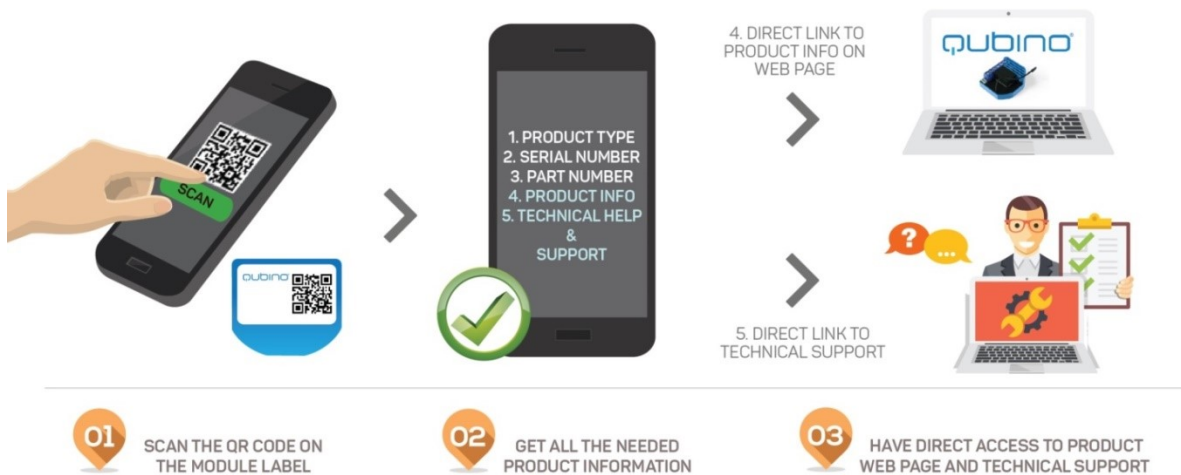 SCAN
QUBINO
1. PRODUCT TYPE
2. SERIAL NUMBER
3. PART NUMBER
4. PRODUCT INFO
5. TECHNICAL HELP
&
SUPPORT
4. DIRECT LINK TO
PRODUCT INFO ON
WEB PAGE
QUBINO®
?
...
5. DIRECT LINK TO
TECHNICAL SUPPORT
01
SCAN THE QR CODE ON
THE MODULE LABEL
02
GET ALL THE NEEDED
PRODUCT INFORMATION
03
HAVE DIRECT ACCESS TO PRODUCT
WEB PAGE AND TECHNICAL SUPPORT